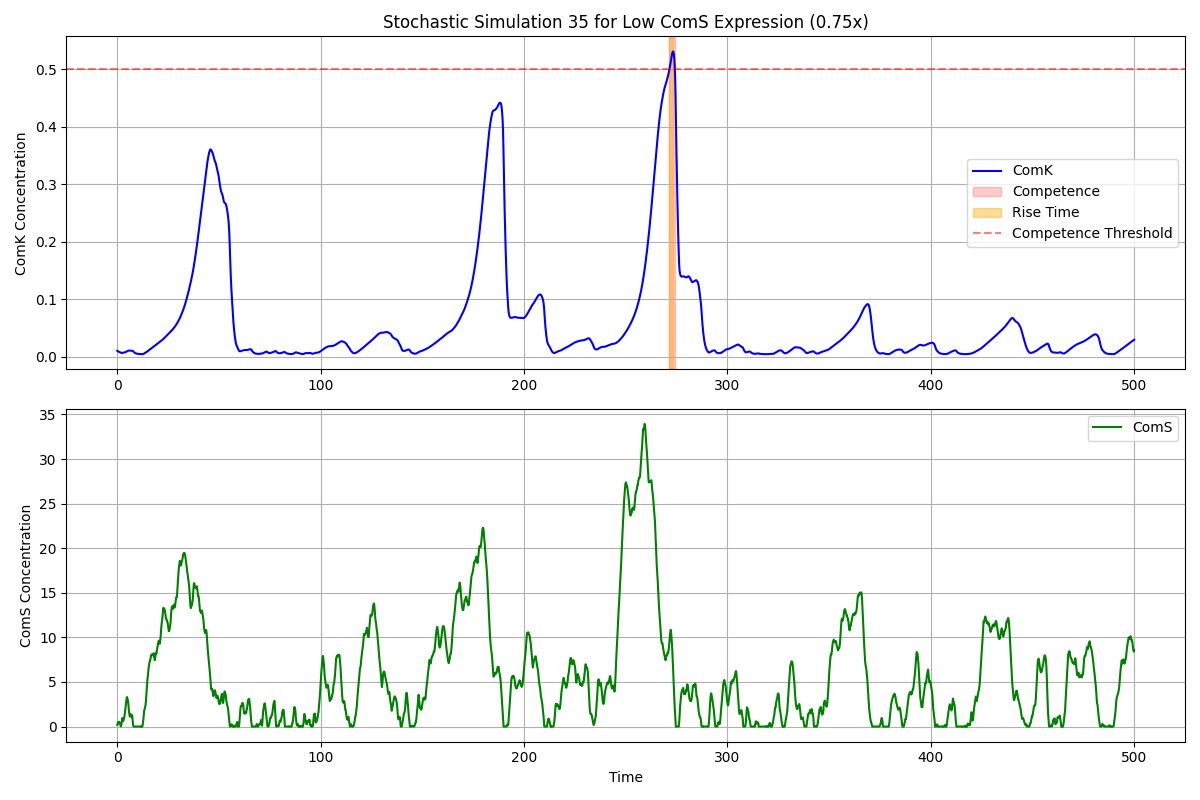 Stochastic Simulation 35 for Low ComS Expression (0.75x)
ComK Concentration
0.5
0.4
0.3
0.2
0.1
0.0
ComK
Competence
Rise Time
Competence Threshold
0 100 200 300 400 500
ComS Concentration
35
30
25
20
15
10
5
0
ComS
0 100 200 300 400 500
Time